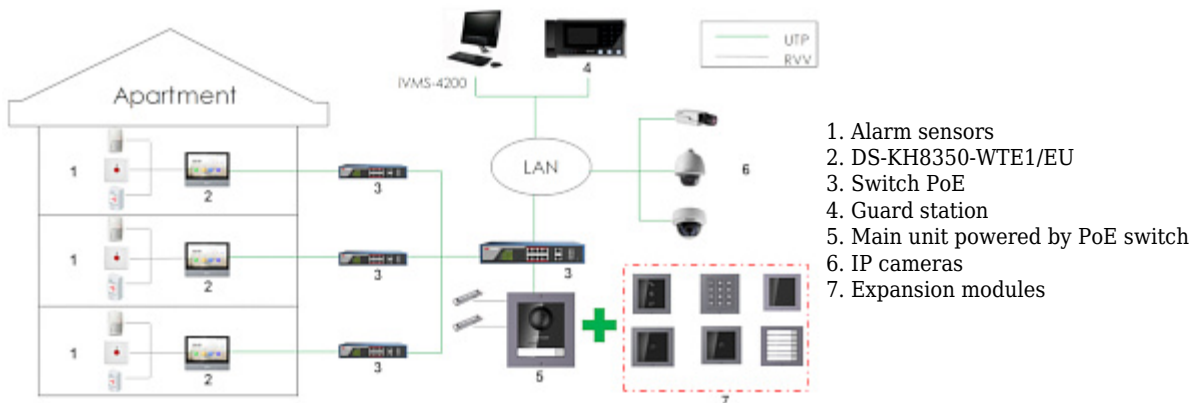 UTP
RVV
IVMS-4200
4
Apartment
1
2
3
LAN
6
1
2
3
3
1
2
3
5
7
1. Alarm sensors
2. DS-KH8350-WTE1/EU
3. Switch PoE
4. Guard station
5. Main unit powered by PoE switch
6. IP cameras
7. Expansion modules